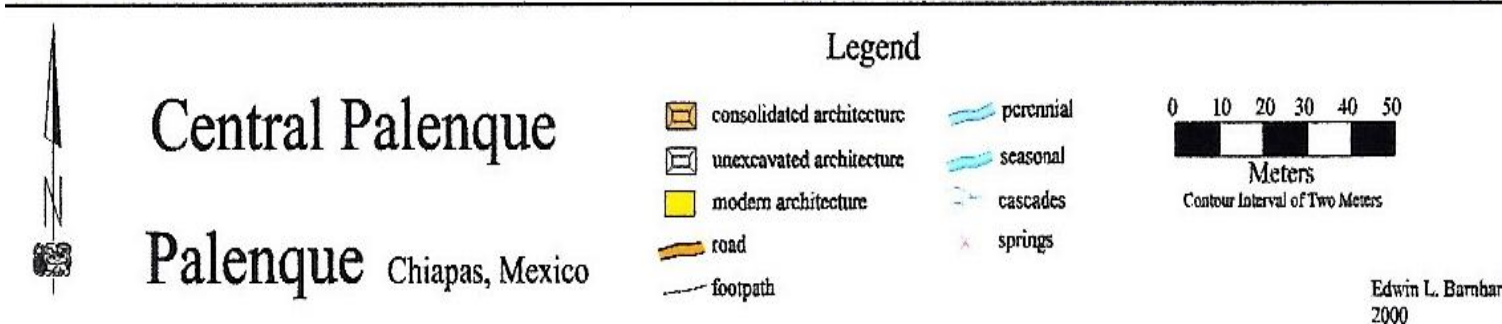 Legend
N
Central Palenque
Palenque Chiapas, Mexico
consolidated architecture
unexcavated architecture
modern architecture
road
footpath
perennial
seasonal
cascades
springs
0 10 20 30 40 50
Meters
Contour Interval of Two Meters
Edwin L. Barnhar
2000